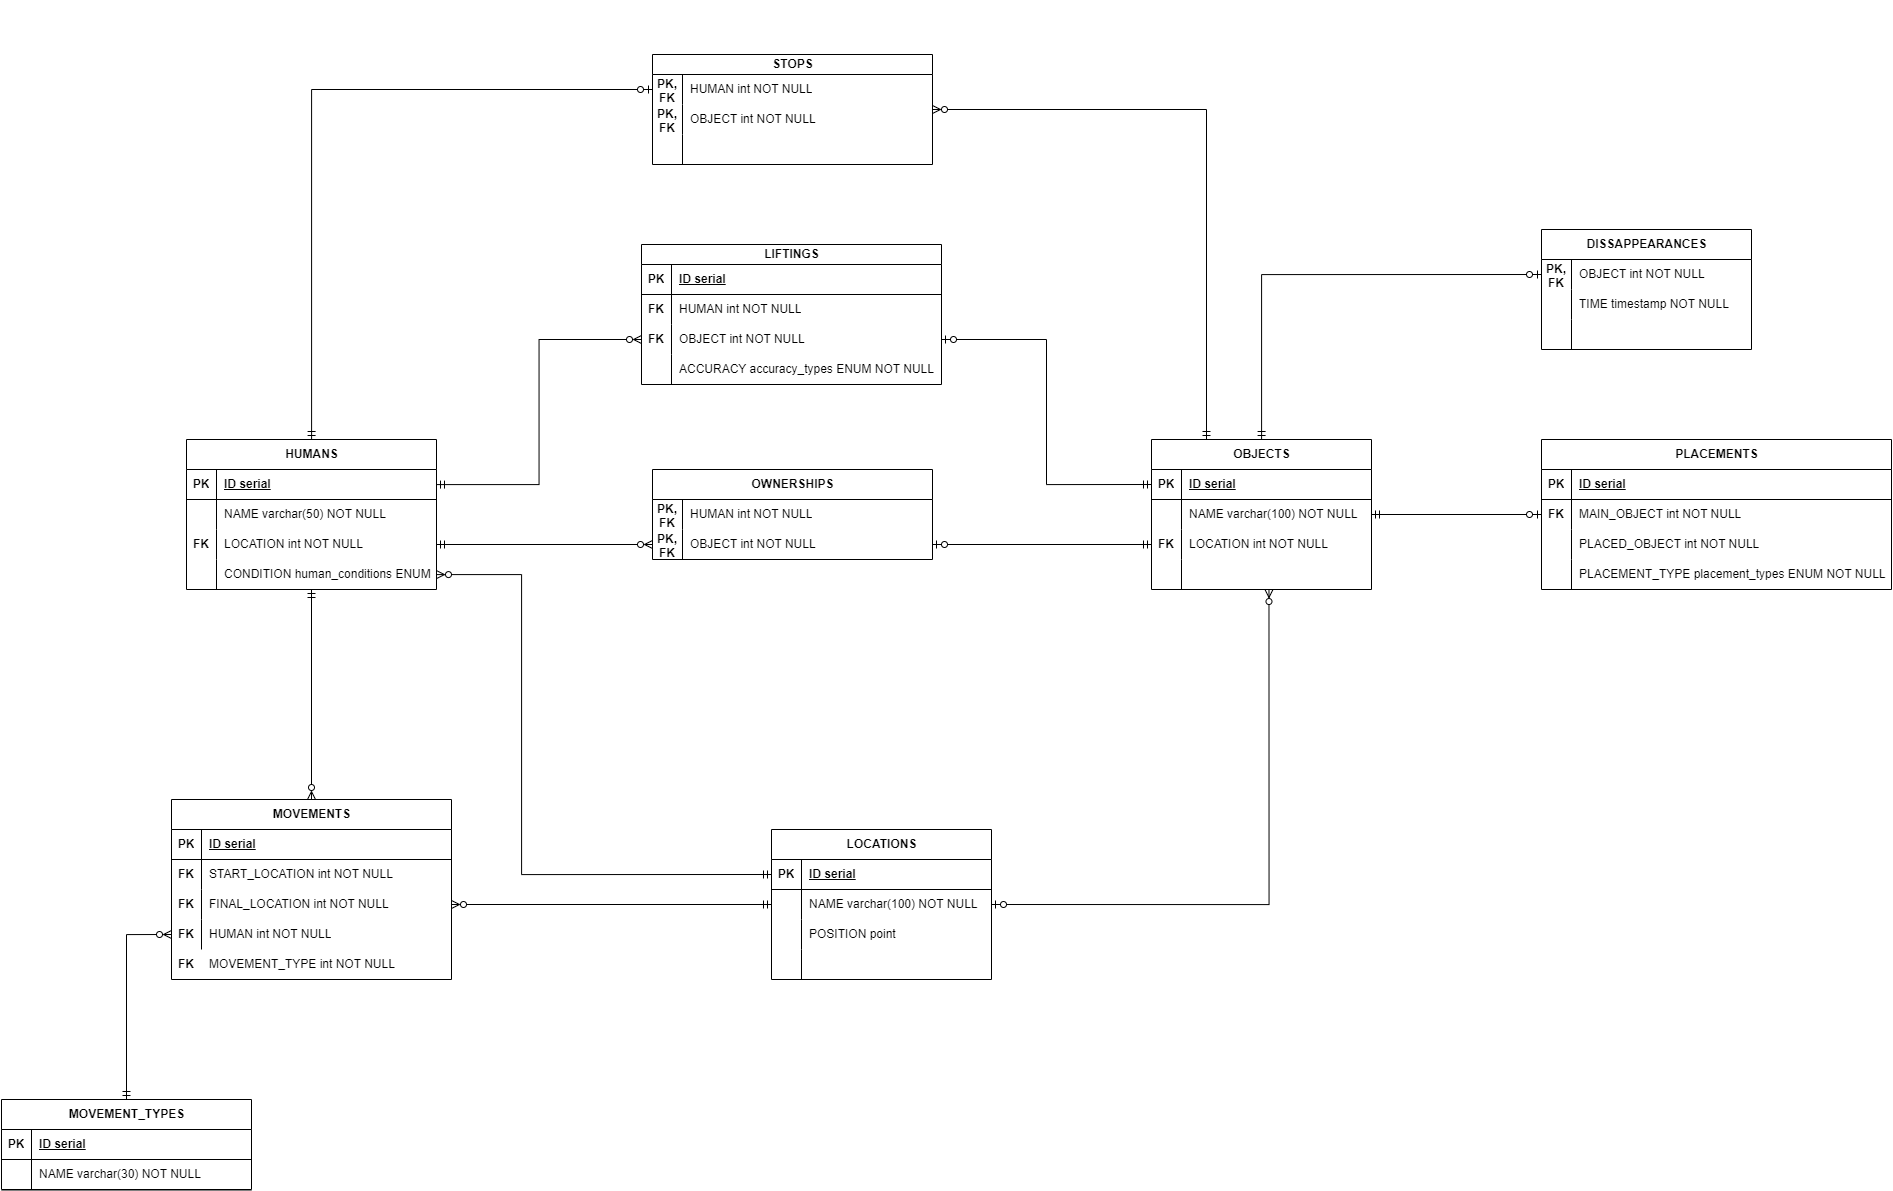 STOPS
PK, FK HUMAN int NOT NULL
PK, FK OBJECT int NOT NULL
LIFTINGS
PK ID serial
FK HUMAN int NOT NULL
FK OBJECT int NOT NULL
ACCURACY accuracy_types ENUM NOT NULL
DISSAPPEARANCES
PK, FK OBJECT int NOT NULL
TIME timestamp NOT NULL
HUMANS
PK ID serial
NAME varchar(50) NOT NULL
FK LOCATION int NOT NULL
CONDITION human_conditions ENUM
OWNERSHIPS
PK, FK HUMAN int NOT NULL
PK, FK OBJECT int NOT NULL
OBJECTS
PK ID serial
NAME varchar(100) NOT NULL
FK LOCATION int NOT NULL
PLACEMENTS
PK ID serial
FK MAIN_OBJECT int NOT NULL
PLACED_OBJECT int NOT NULL
PLACEMENT_TYPE placement_types ENUM NOT NULL
MOVEMENTS
PK ID serial
FK START_LOCATION int NOT NULL
FK FINAL_LOCATION int NOT NULL
FK HUMAN int NOT NULL
FK MOVEMENT_TYPE int NOT NULL
LOCATIONS
PK ID serial
NAME varchar(100) NOT NULL
POSITION point
MOVEMENT_TYPES
PK ID serial
NAME varchar(30) NOT NULL